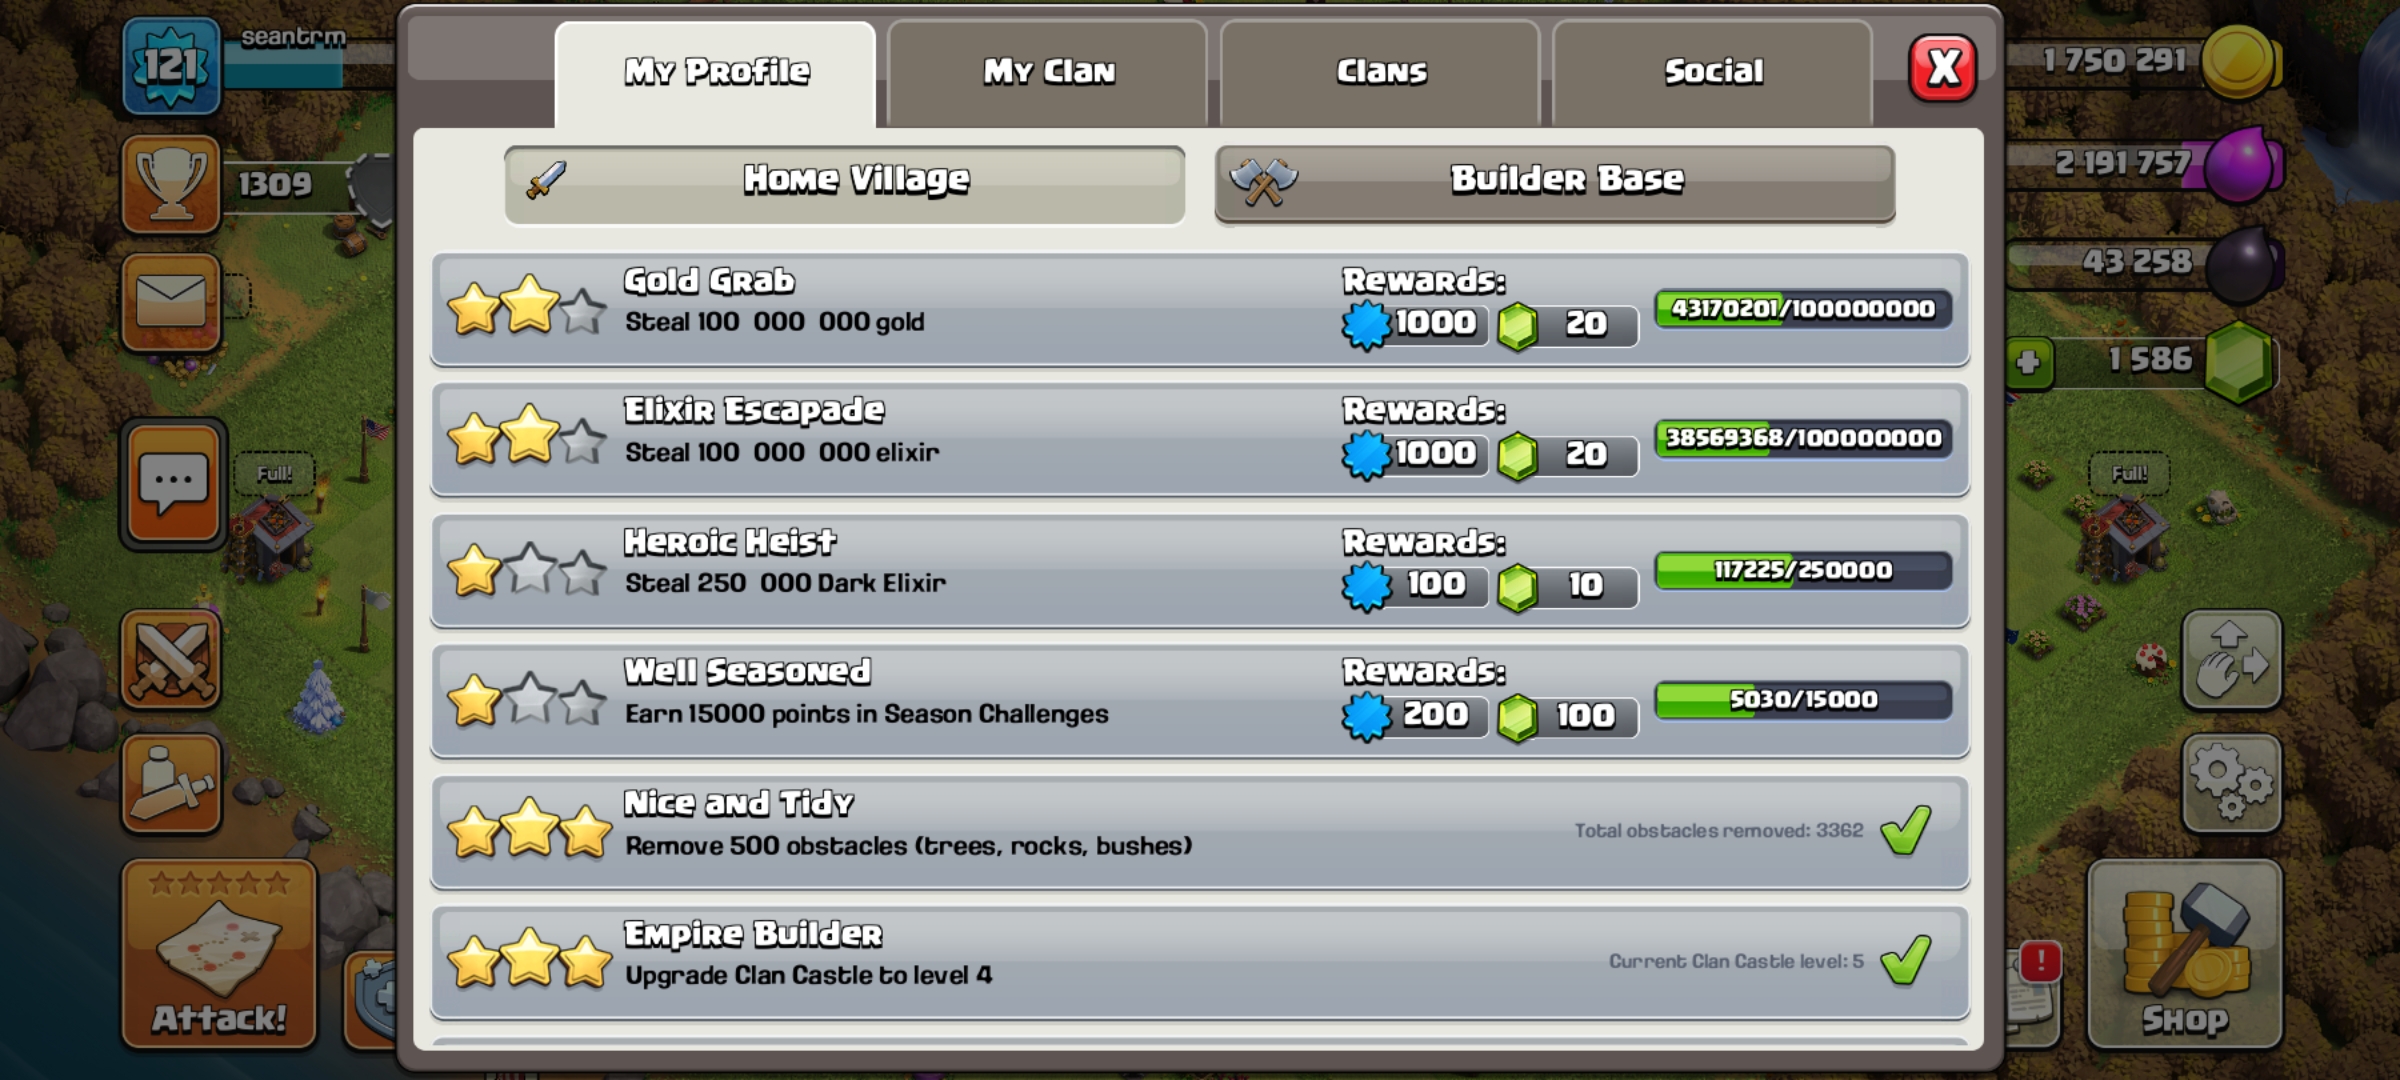 121
seantrm
My Profile
My Clan
Clans
Social
X
1 750 291
1309
Home Village
Builder Base
2 191 757
Gold Grab
Steal 100 000 000 gold
Rewards:
1000
20
43170201/100000000
43 258
1 586
Elixir Escapade
Steal 100 000 000 elixir
Rewards:
1000
20
38569368/100000000
Full!
Full!
Heroic Heist
Steal 250 000 Dark Elixir
Rewards:
100
10
117225/250000
Well Seasoned
Earn 15000 points in Season Challenges
Rewards:
200
100
5030/15000
Nice and Tidy
Remove 500 obstacles (trees, rocks, bushes)
Total obstacles removed: 3362
Empire Builder
Upgrade Clan Castle to level 4
Current Clan Castle level: 5
Attack!
!
Shop